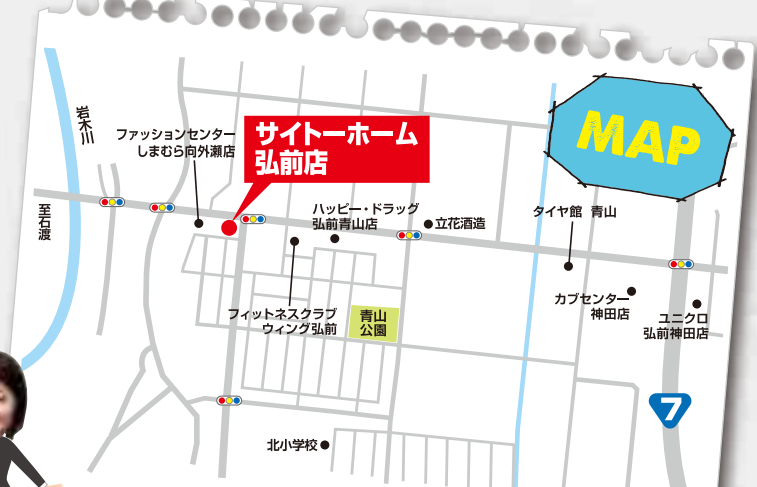 MAP
岩木川
ファッションセンター
しまむら向外瀬店
サイトーホーム
弘前店
至石渡
ハッピー・ドラッグ
弘前青山店
立花酒造
タイヤ館 青山
フィットネスクラブ
ウィング弘前
青山
公園
カブセンター
神田店
ユニクロ
弘前神田店
7
北小学校